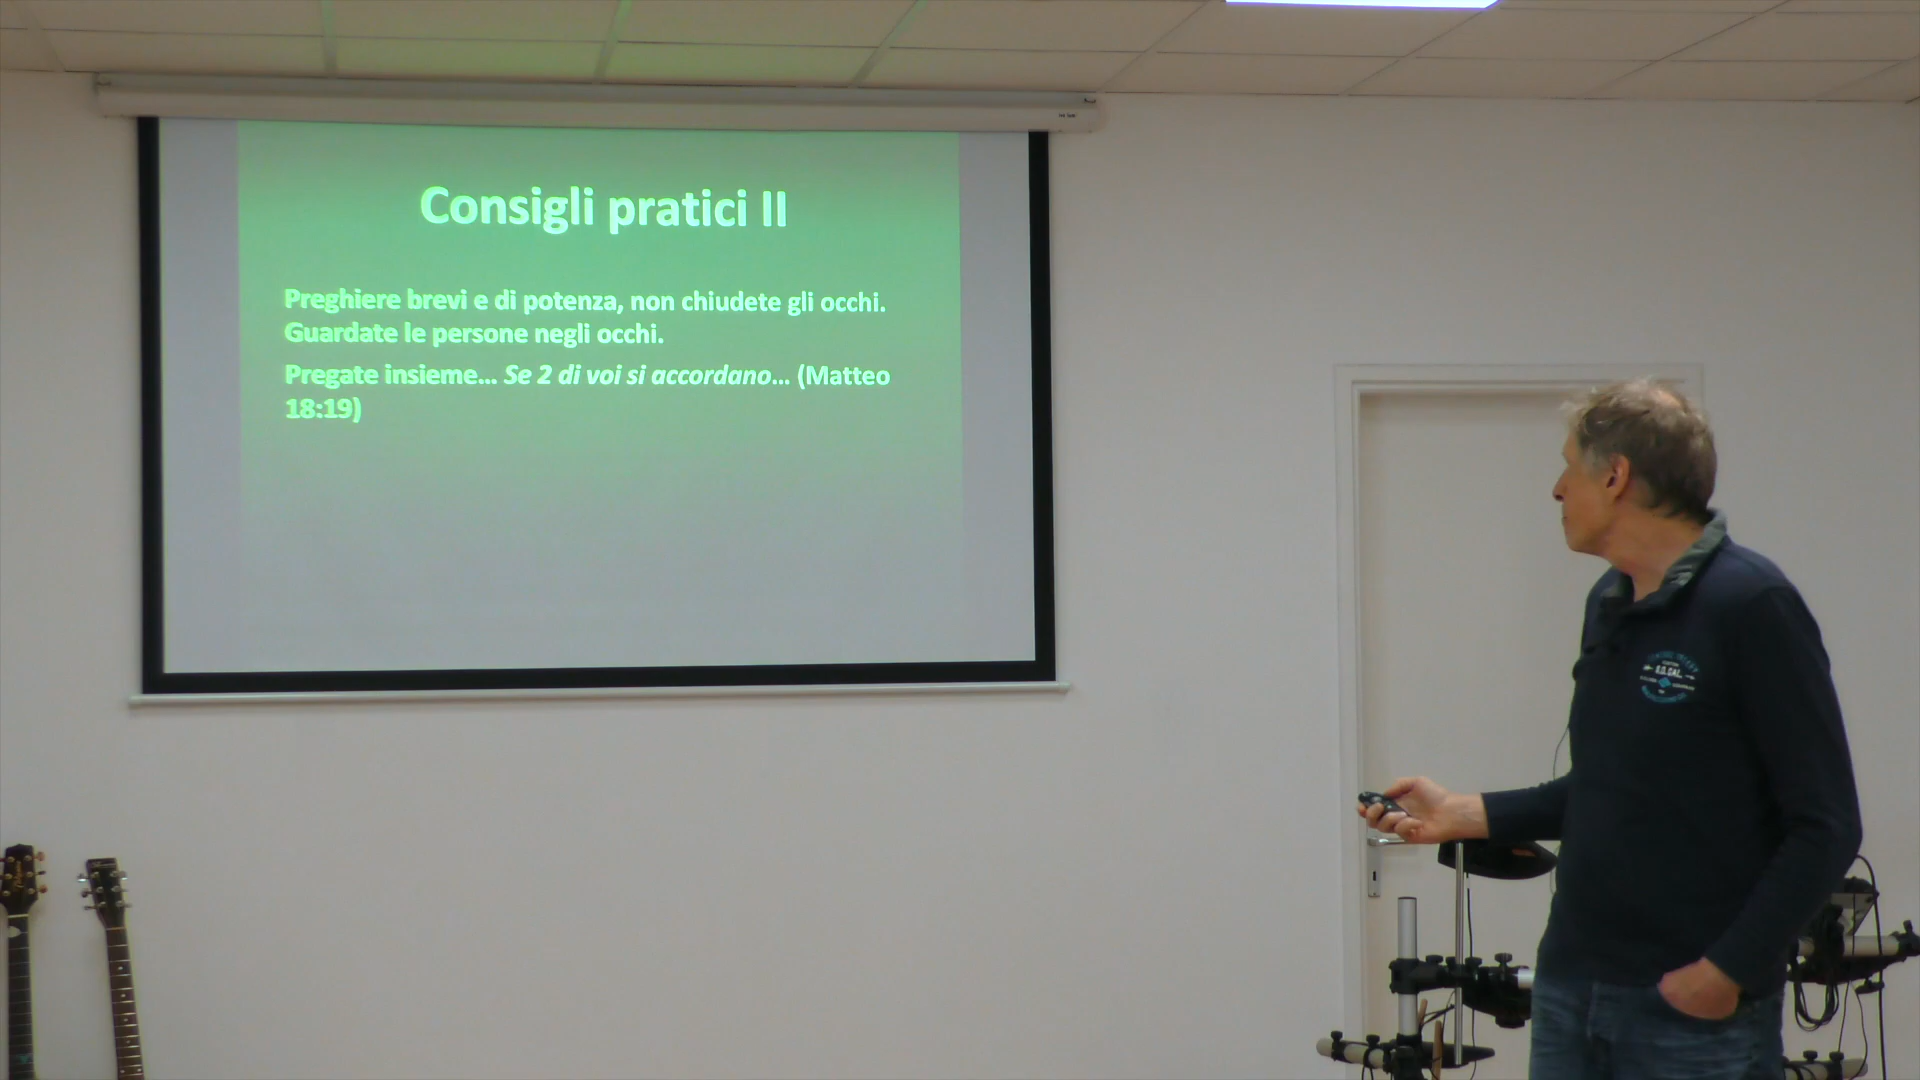 Consigli pratici II
Preghiere brevi e di potenza, non chiudete gli occhi.
Guardate le persone negli occhi.
Pregate insieme... Se 2 di voi si accordano... (Matteo
18:19)